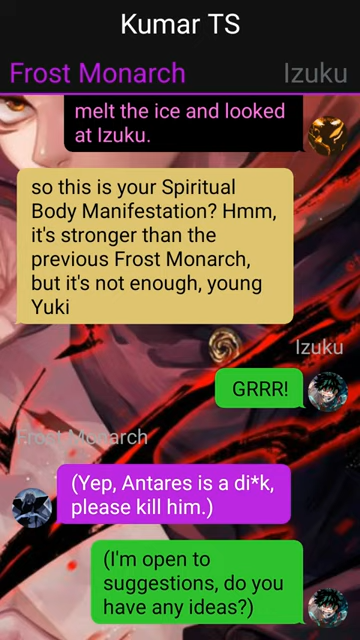 Kumar TS
Frost Monarch
Izuku
melt the ice and looked
at Izuku.
so this is your Spiritual
Body Manifestation? Hmm,
it's stronger than the
previous Frost Monarch,
but it's not enough, young
Yuki
Izuku
GRRR!
Frost Monarch
(Yep, Antares is a di*k,
please kill him.)
(I'm open to
suggestions, do you
have any ideas?)